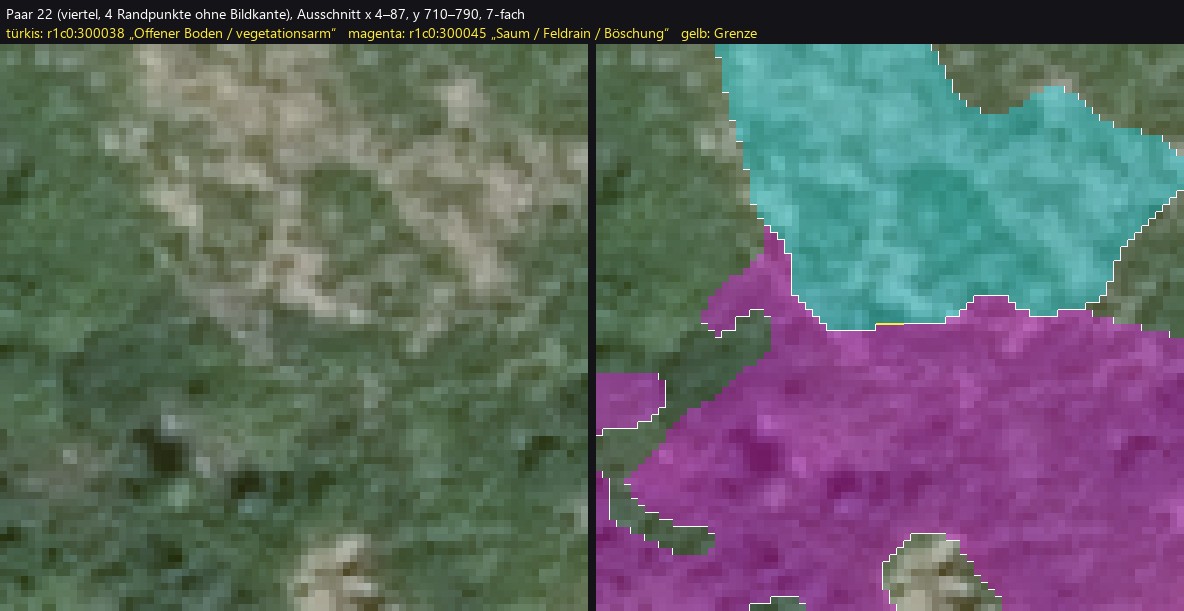 Paar 22 (viertel, 4 Randpunkte ohne Bildkante), Ausschnitt x 4–87, y 710–790, 7-fach
türkis: r1c0:300038 „Offener Boden / vegetationsarm“ magenta: r1c0:300045 „Saum / Feldrain / Böschung“ gelb: Grenze